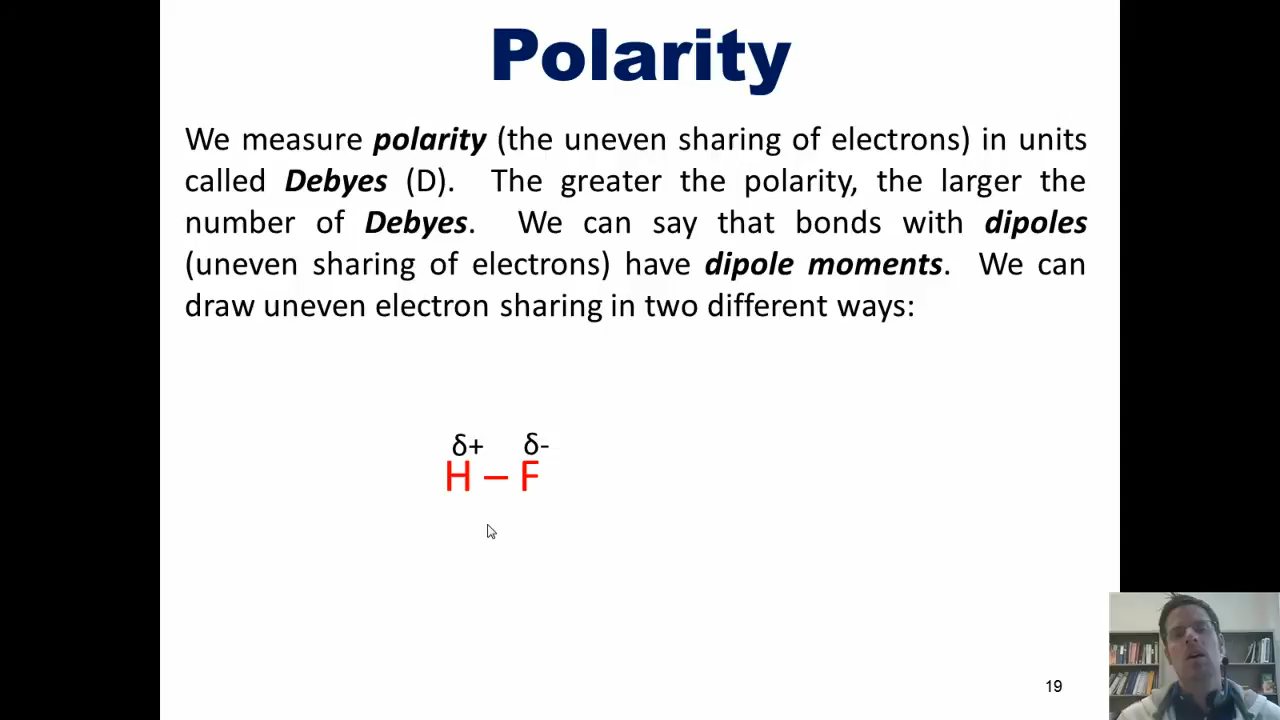 Polarity
We measure polarity (the uneven sharing of electrons) in units
called Debyes (D). The greater the polarity, the larger the
number of Debyes. We can say that bonds with dipoles
(uneven sharing of electrons) have dipole moments. We can
draw uneven electron sharing in two different ways:
δ+ δ-
H – F
19